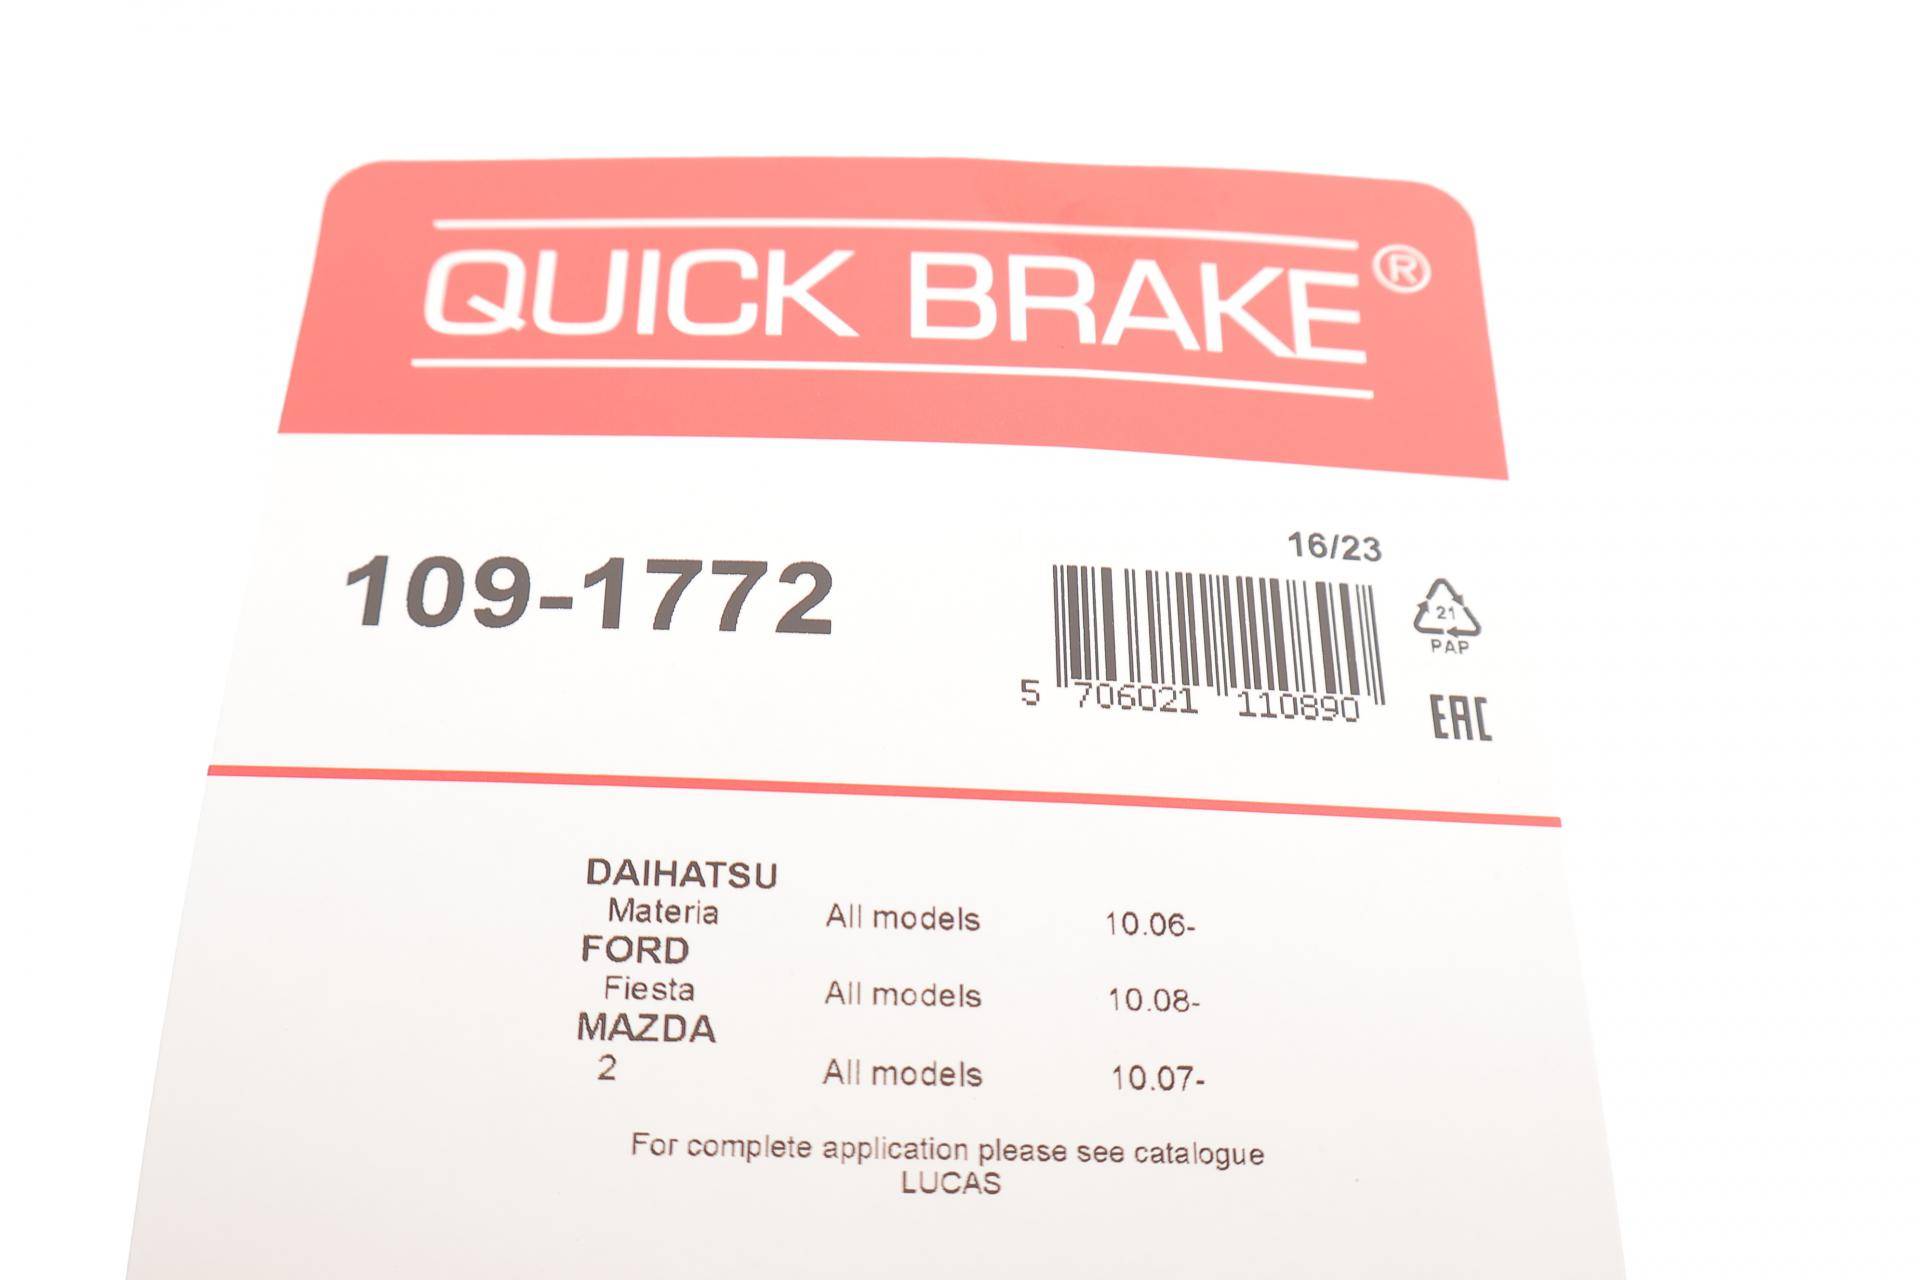 QUICK BRAKE®
109-1772
16/23
5 706021 110890
21
PAP
EAC
DAIHATSU
Materia All models 10.06-
FORD
Fiesta All models 10.08-
MAZDA
2 All models 10.07-
For complete application please see catalogue
LUCAS